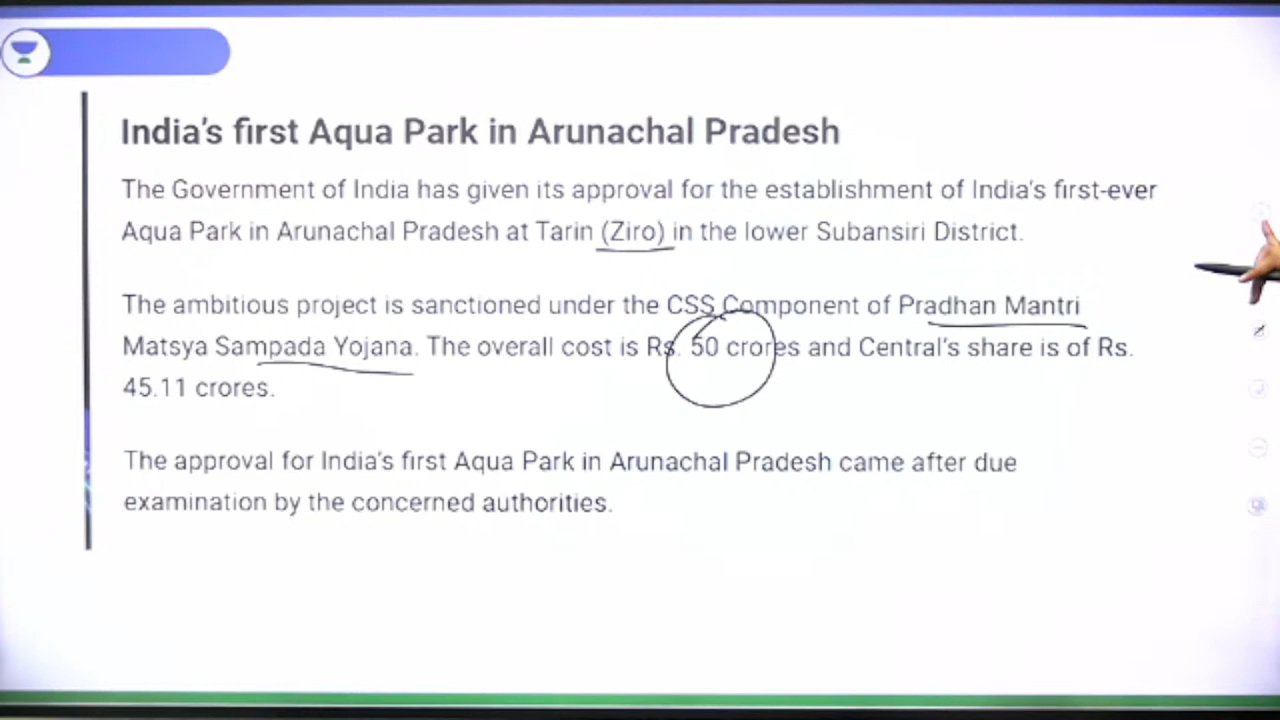 India's first Aqua Park in Arunachal Pradesh
The Government of India has given its approval for the establishment of India's first-ever
Aqua Park in Arunachal Pradesh at Tarin (Ziro) in the lower Subansiri District.
The ambitious project is sanctioned under the CSS Component of Pradhan Mantri
Matsya Sampada Yojana. The overall cost is Rs. 50 crores and Central's share is of Rs.
45.11 crores.
The approval for India's first Aqua Park in Arunachal Pradesh came after due
examination by the concerned authorities.